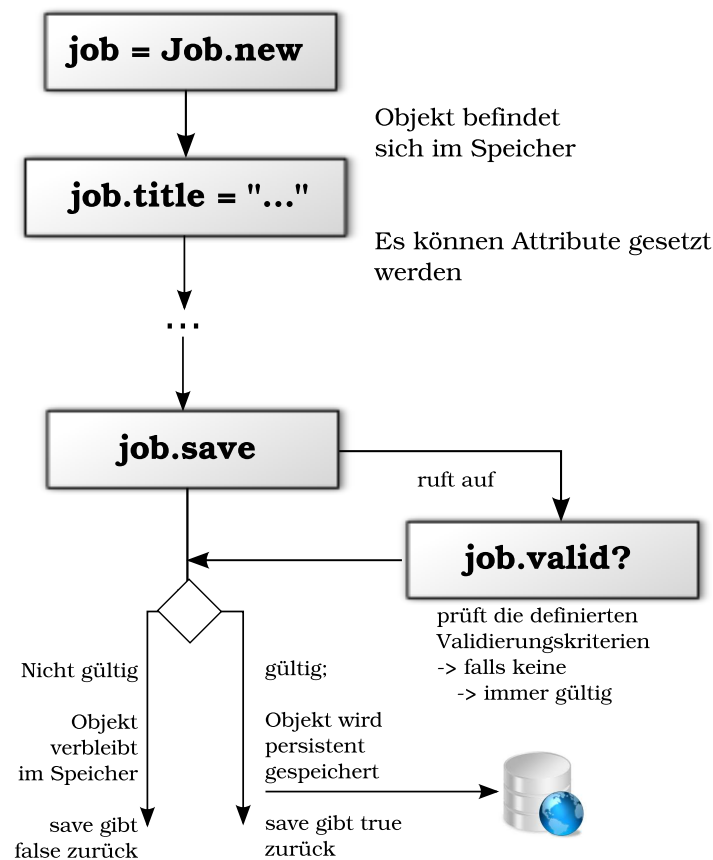 job = Job.new
Objekt befindet
sich im Speicher
job.title = "..."
Es können Attribute gesetzt
werden
...
job.save
ruft auf
job.valid?
prüft die definierten
Validierungskriterien
-> falls keine
-> immer gültig
Nicht gültig
Objekt
verbleibt
im Speicher
save gibt
false zurück
gültig;
Objekt wird
persistent
gespeichert
save gibt true
zurück